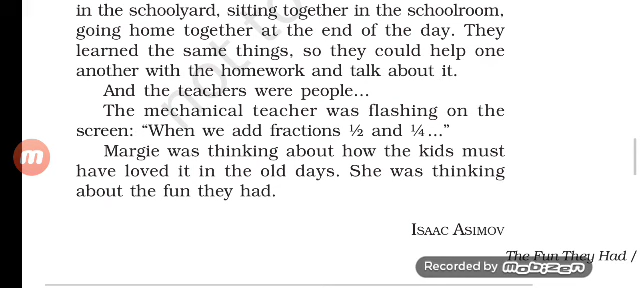 in the schoolyard, sitting together in the schoolroom,
going home together at the end of the day. They
learned the same things, so they could help one
another with the homework and talk about it.
And the teachers were people...
The mechanical teacher was flashing on the
screen: “When we add fractions ½ and ¼...”
Margie was thinking about how the kids must
have loved it in the old days. She was thinking
about the fun they had.
ISAAC ASIMOV
The Fun They Had /
Recorded by mobizen
not to
m